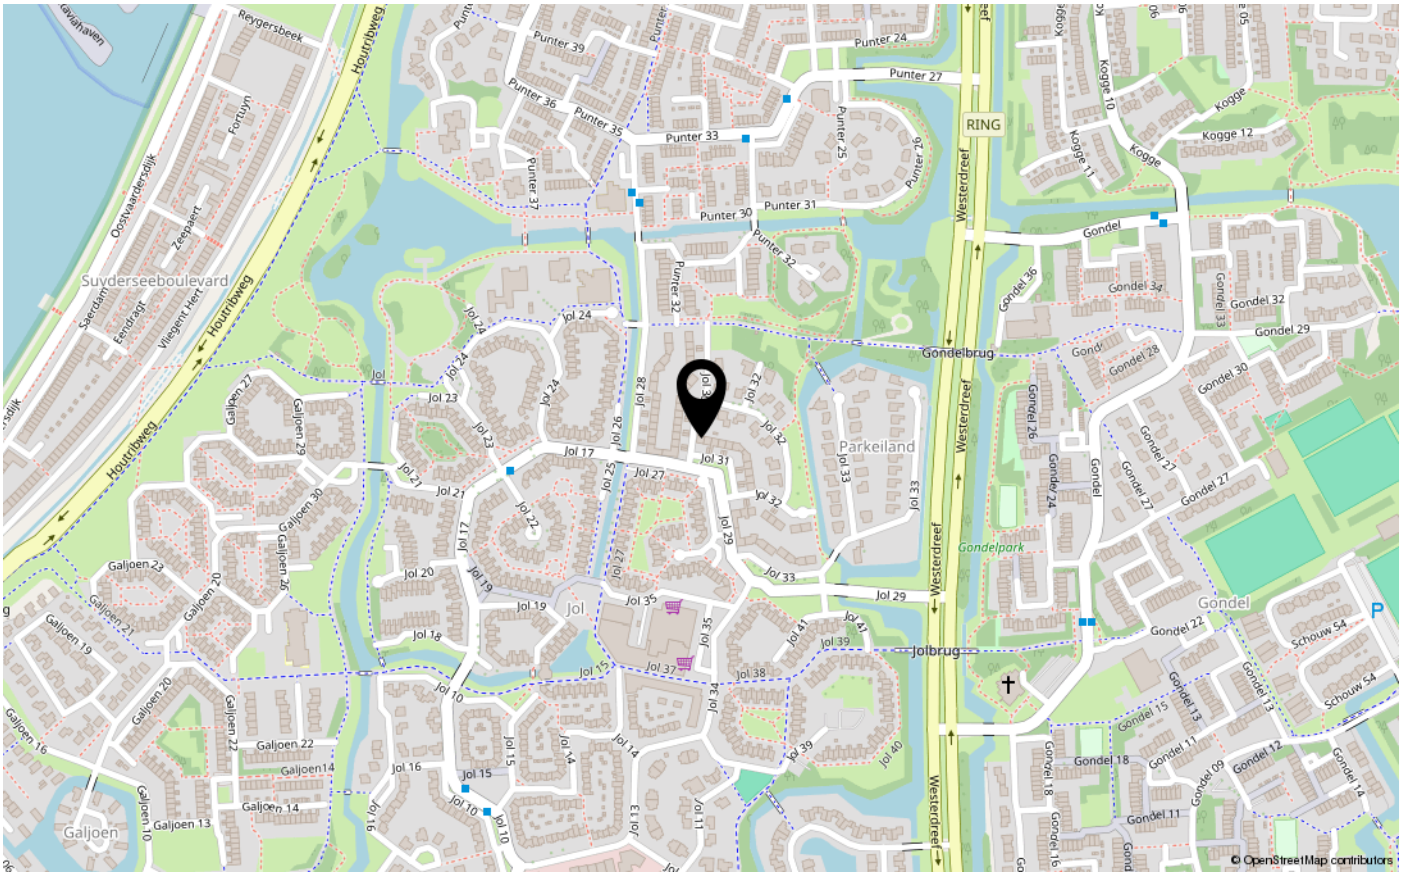 Reygersbeek
Houtribweg
Punter 39
Punter
Punter 24
Punter 27
Kogge
Kogge 10
06
05
Kogge
Kogge 12
Kogge
Kogge 11
Fortuyn
Punter 36
Punter 35
Punter 33
Punter 25
Punter 26
RING
Westerdreef
Oostvaardersdijk
Zeepaert
Punter 37
Punter 30
Punter 31
Punter 32
Punter 32
Gondel
Suyderseeboulevard
Saerdam
Eendragt
Vliegent Hert
Houtribweg
Gondel 36
Gondel 34
Gondel 33
Gondel 32
Gondel 29
Jol 24
Jol 24
Jol 24
Jol 24
Jol 28
Gondelbrug
Gondel 28
Gondel 30
Jol
Jol 32
Jol 32
Jol 32
Galjoen 27
Galjoen 29
Jol 23
Jol 23
Jol 26
Jol 17
Jol 25
Jol 27
Jol 31
Parkeiland
Jol 33
Jol 33
Westerdreef
Gondel 26
Gondel 24
Gondel
Gondel 27
Gondel 27
Gondel 27
Houtribweg
Jol 21
Jol 21
Jol 22
Galjoen 30
Jol 17
Jol 29
Jol 27
Westerdreef
Gondelpark
Galjoen 23
Galjoen 20
Galjoen 26
Jol 20
Jol 19
Jol 33
Jol 29
Galjoen 21
Galjoen 19
Jol 19
Jol
Jol 35
Jol 35
Jol 41
Jol 41
Jol 39
Gondel
Gondel 22
Schouw 54
P
Jol 18
Jol 15
Jol 37
Jol 38
Jolbrug
Galjoen 20
Jol 10
Jol 34
Gondel 13
Gondel 13
Schouw 54
Galjoen 16
Galjoen 22
Galjoen 22
Jol 15
Jol 14
Jol 14
Jol 39
Jol 40
Gondel 15
Gondel 11
Gondel 12
Gondel 18
Gondel 18
Gondel 09
Gondel 14
Galjoen14
Jol 16
Jol 15
Galjoen 14
Jol 10
Jol 10
Jol 13
Jol 11
Westerdreef
Gondel 11
Galjoen
Galjoen 10
Galjoen 13
© OpenStreetMap contributors